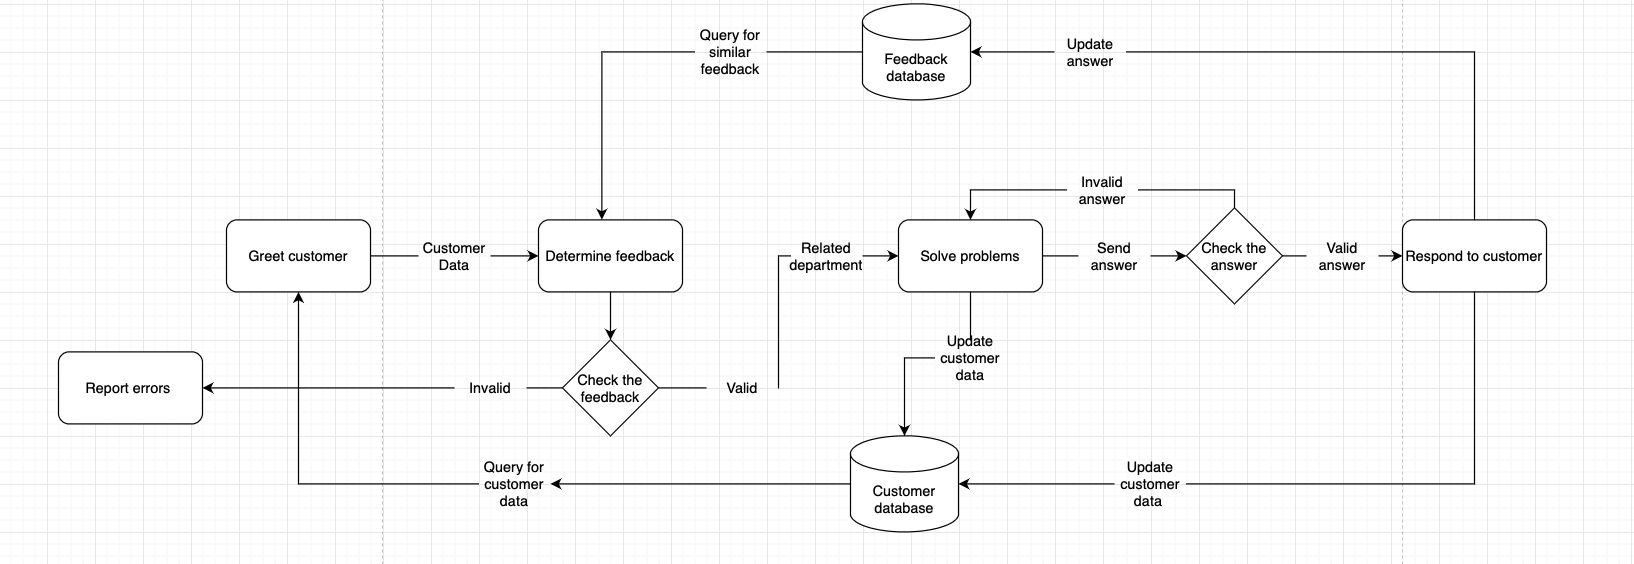 Query for
similar
feedback
Feedback
database
Update
answer
Invalid
answer
Greet customer
Customer
Data
Determine feedback
Related
department
Solve problems
Send
answer
Check the
answer
Valid
answer
Respond to customer
Update
customer
data
Report errors
Invalid
Check the
feedback
Valid
Query for
customer
data
Customer
database
Update
customer
data